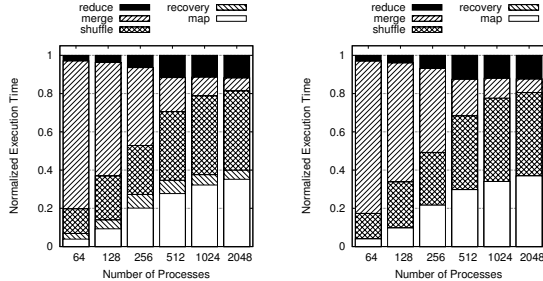 reduce
merge
shuffle
recovery
map
Normalized Execution Time
1
0.8
0.6
0.4
0.2
0
64 128 256 512 1024 2048
Number of Processes
reduce
merge
shuffle
recovery
map
Normalized Execution Time
1
0.8
0.6
0.4
0.2
0
64 128 256 512 1024 2048
Number of Processes